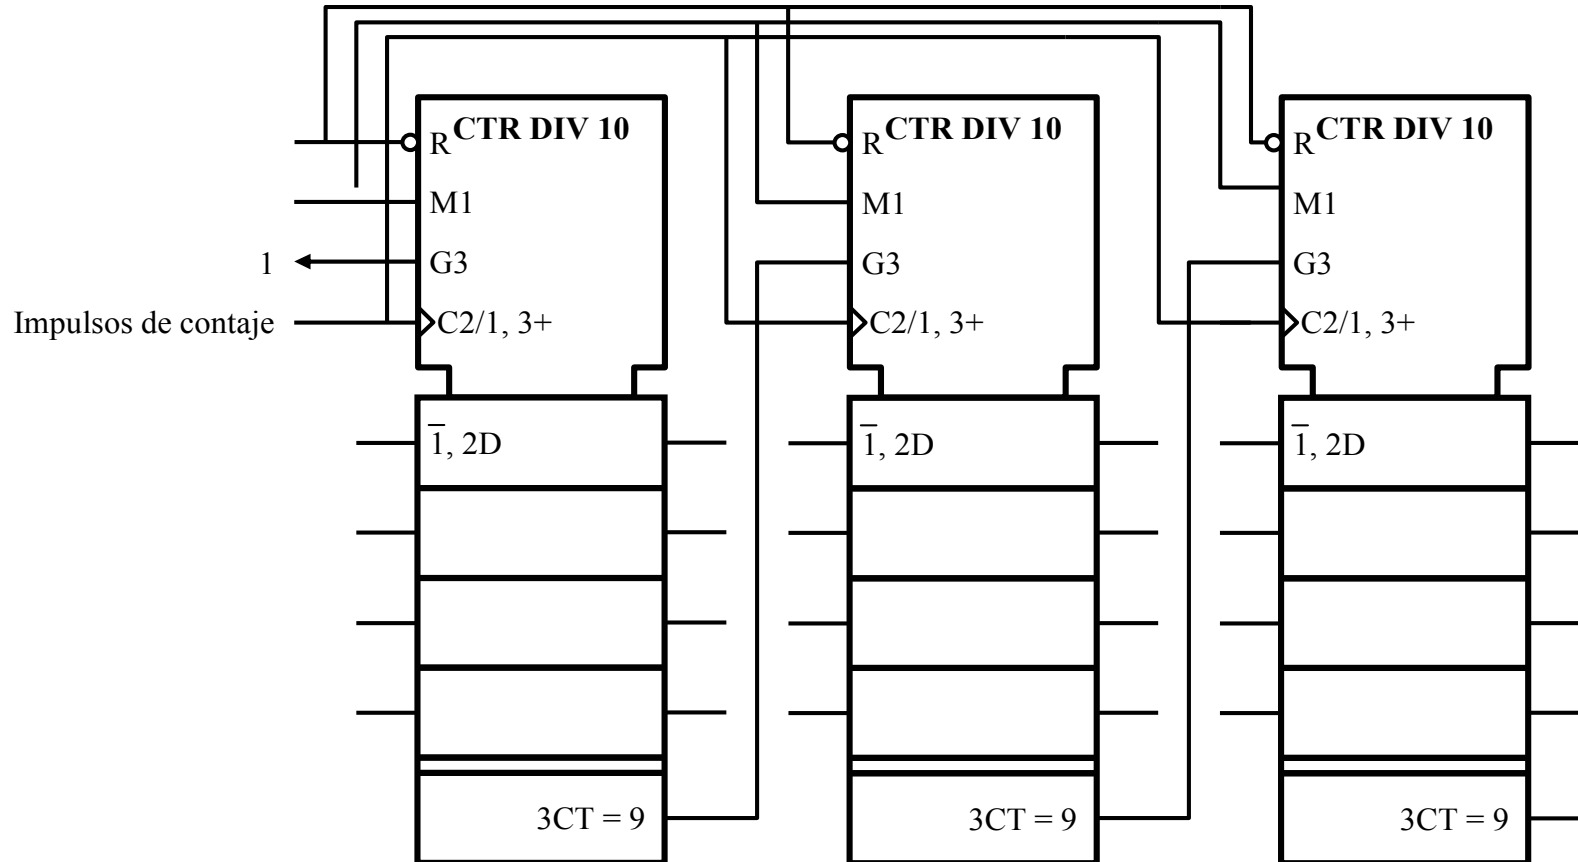 CTR DIV 10 CTR DIV 10 CTR DIV 10
R R R
M1 M1 M1
1 G3 G3 G3
Impulsos de contaje C2/1, 3+ C2/1, 3+ C2/1, 3+
1̅, 2D 1̅, 2D 1̅, 2D
3CT = 9 3CT = 9 3CT = 9